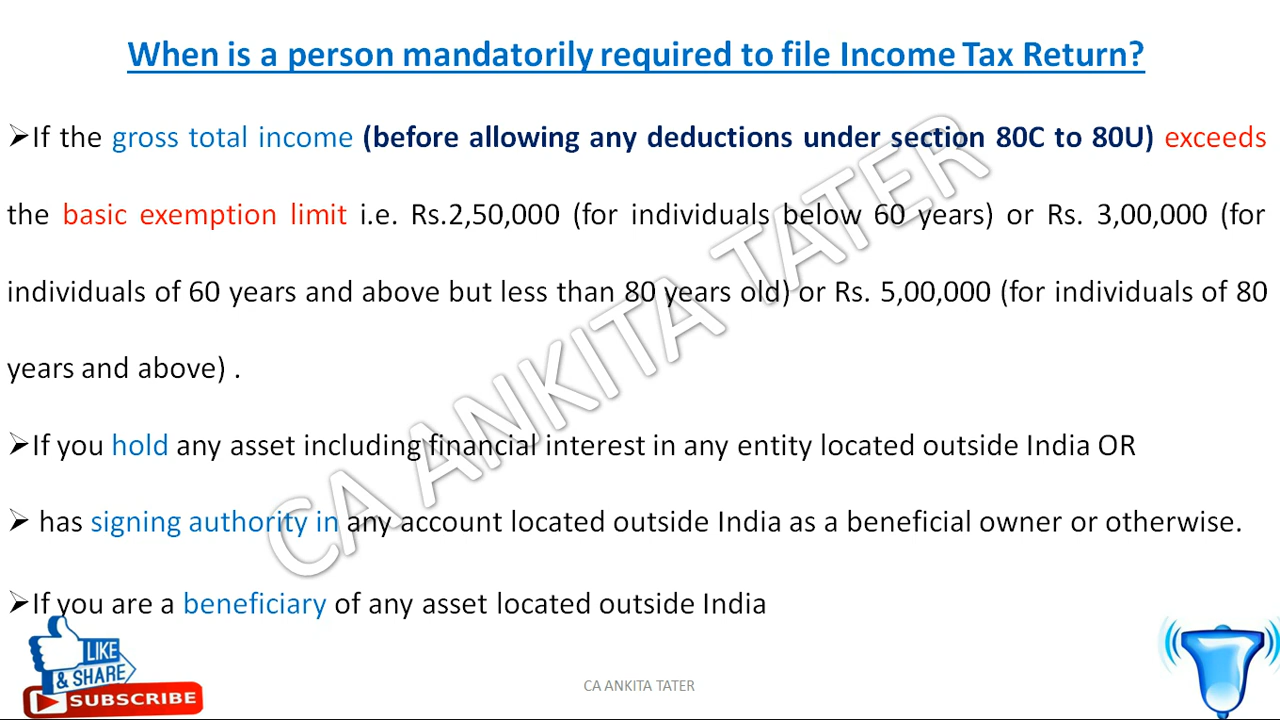 When is a person mandatorily required to file Income Tax Return?
➢If the gross total income (before allowing any deductions under section 80C to 80U) exceeds
the basic exemption limit i.e. Rs.2,50,000 (for individuals below 60 years) or Rs. 3,00,000 (for
individuals of 60 years and above but less than 80 years old) or Rs. 5,00,000 (for individuals of 80
years and above) .
➢If you hold any asset including financial interest in any entity located outside India OR
➢ has signing authority in any account located outside India as a beneficial owner or otherwise.
➢If you are a beneficiary of any asset located outside India
CA ANKITA TATER
LIKE
& SHARE
SUBSCRIBE
CA ANKITA TATER